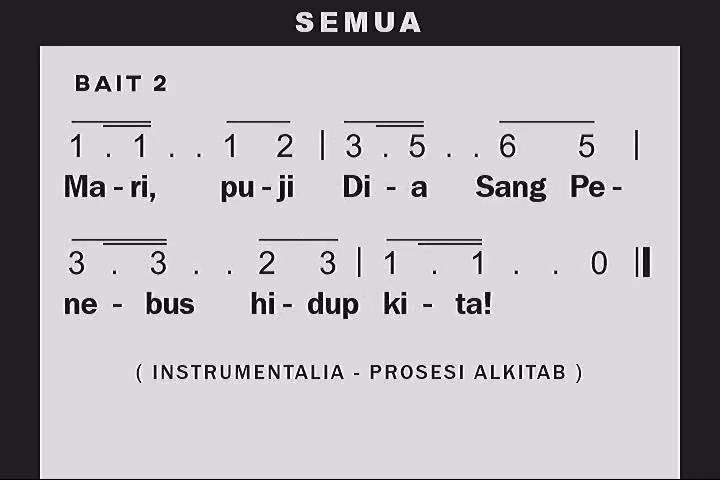 SEMUA
BAIT 2
1 . 1 . . 1 2 | 3 . 5 . . 6 5 |
Ma - ri, pu - ji Di - a Sang Pe -
3 . 3 . . 2 3 | 1 . 1 . . 0 ||
ne - bus hi - dup ki - ta!
( INSTRUMENTALIA - PROSESI ALKITAB )